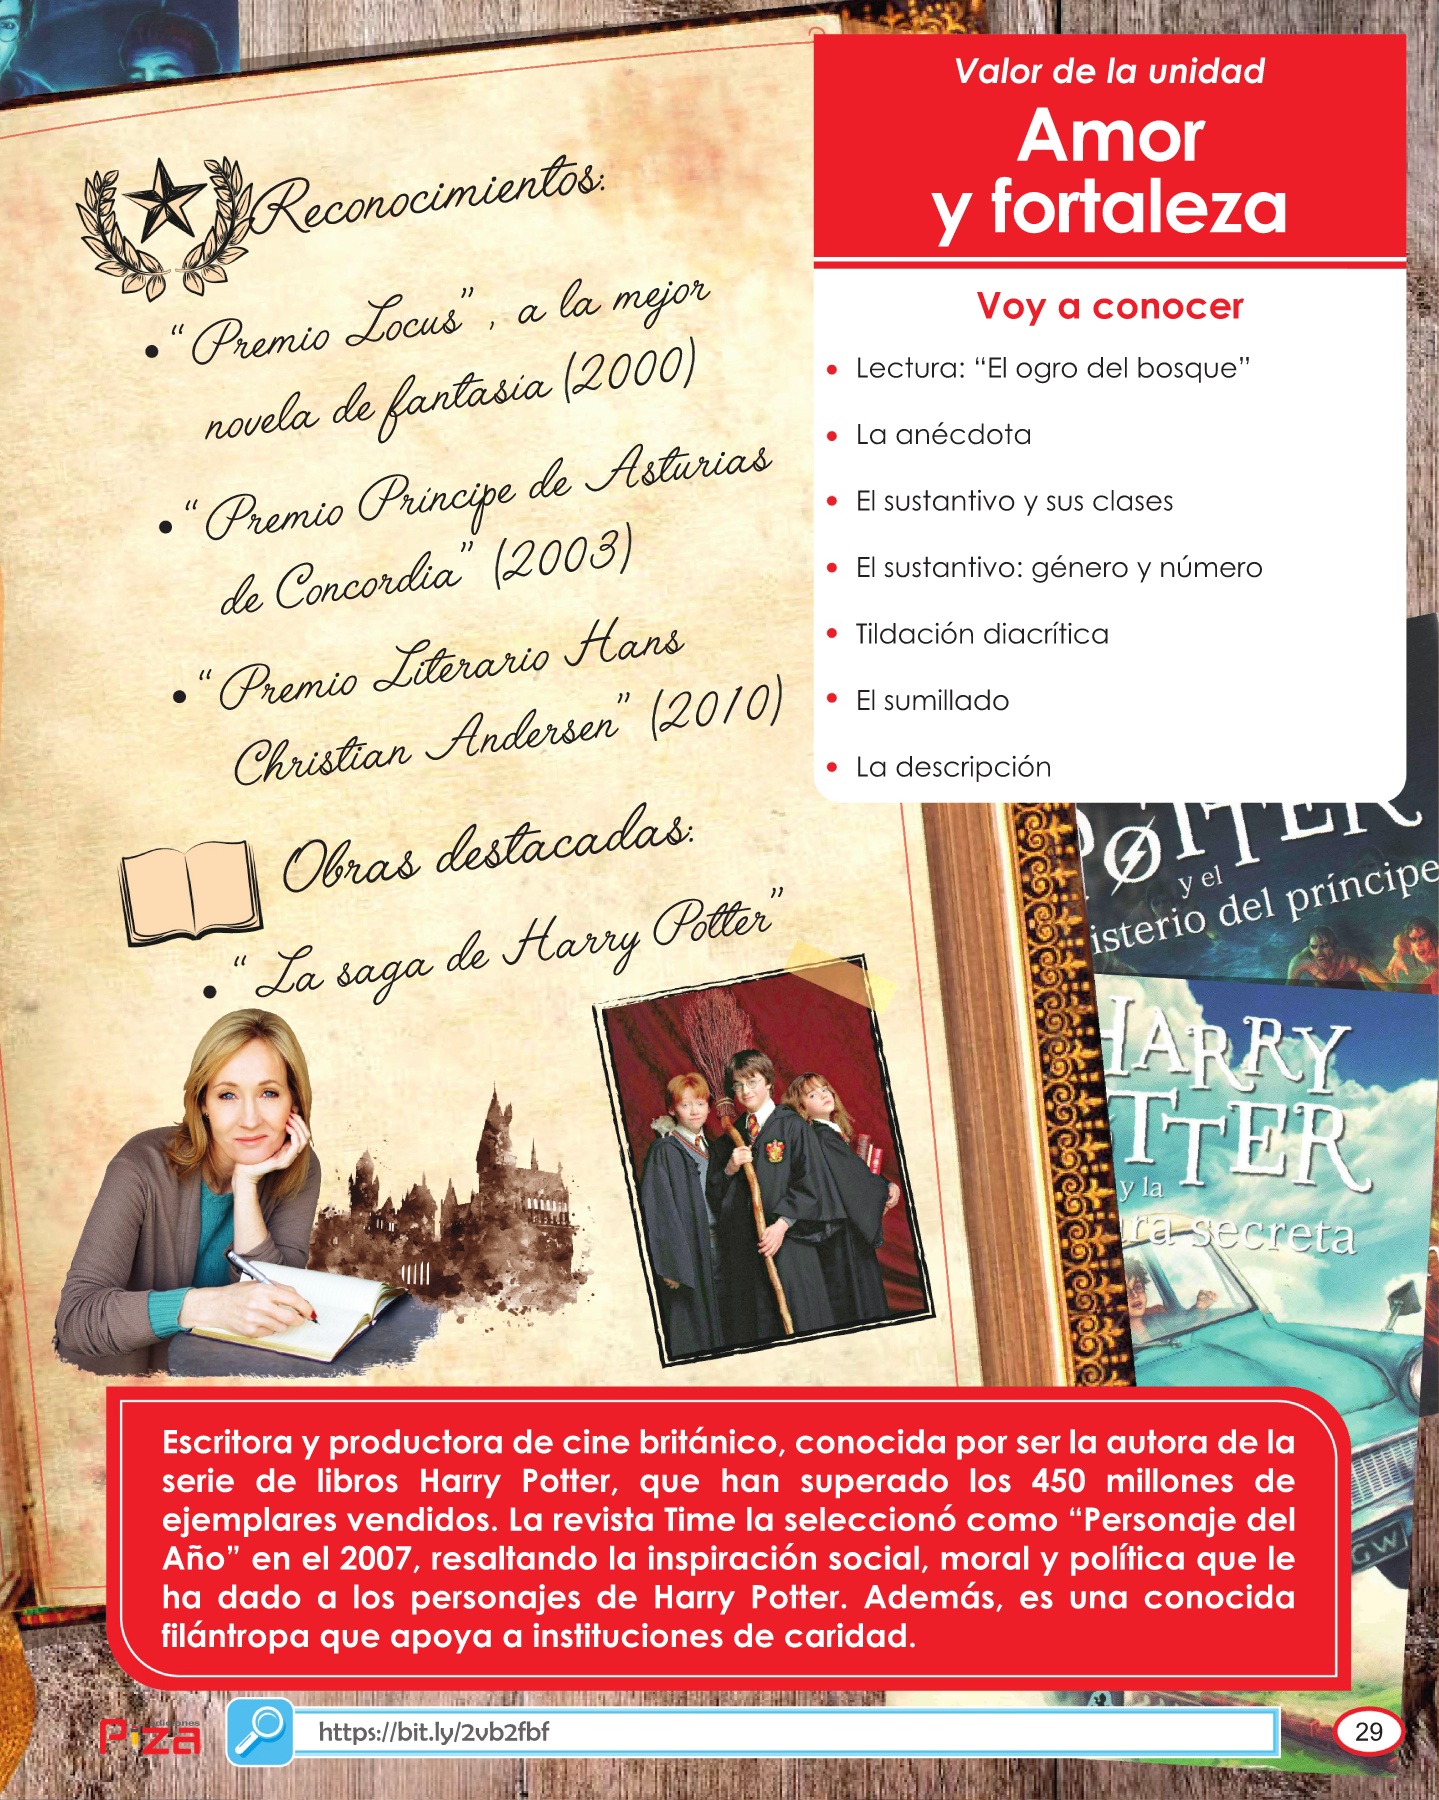 Reconocimientos:
• “Premio Locus”, a la mejor
novela de fantasía (2000)
• “Premio Príncipe de Asturias
de Concordia” (2003)
• “Premio Literario Hans
Christian Andersen” (2010)
Obras destacadas:
• “La saga de Harry Potter”
Valor de la unidad
Amor
y fortaleza
Voy a conocer
• Lectura: “El ogro del bosque”
• La anécdota
• El sustantivo y sus clases
• El sustantivo: género y número
• Tildación diacrítica
• El sumillado
• La descripción
POTTER
y el
isterio del príncipe
HARRY
TTER
y la
ra secreta
Escritora y productora de cine británico, conocida por ser la autora de la
serie de libros Harry Potter, que han superado los 450 millones de
ejemplares vendidos. La revista Time la seleccionó como “Personaje del
Año” en el 2007, resaltando la inspiración social, moral y política que le
ha dado a los personajes de Harry Potter. Además, es una conocida
filántropa que apoya a instituciones de caridad.
GW
Ediciones
Piza
https://bit.ly/2vb2fbf
29